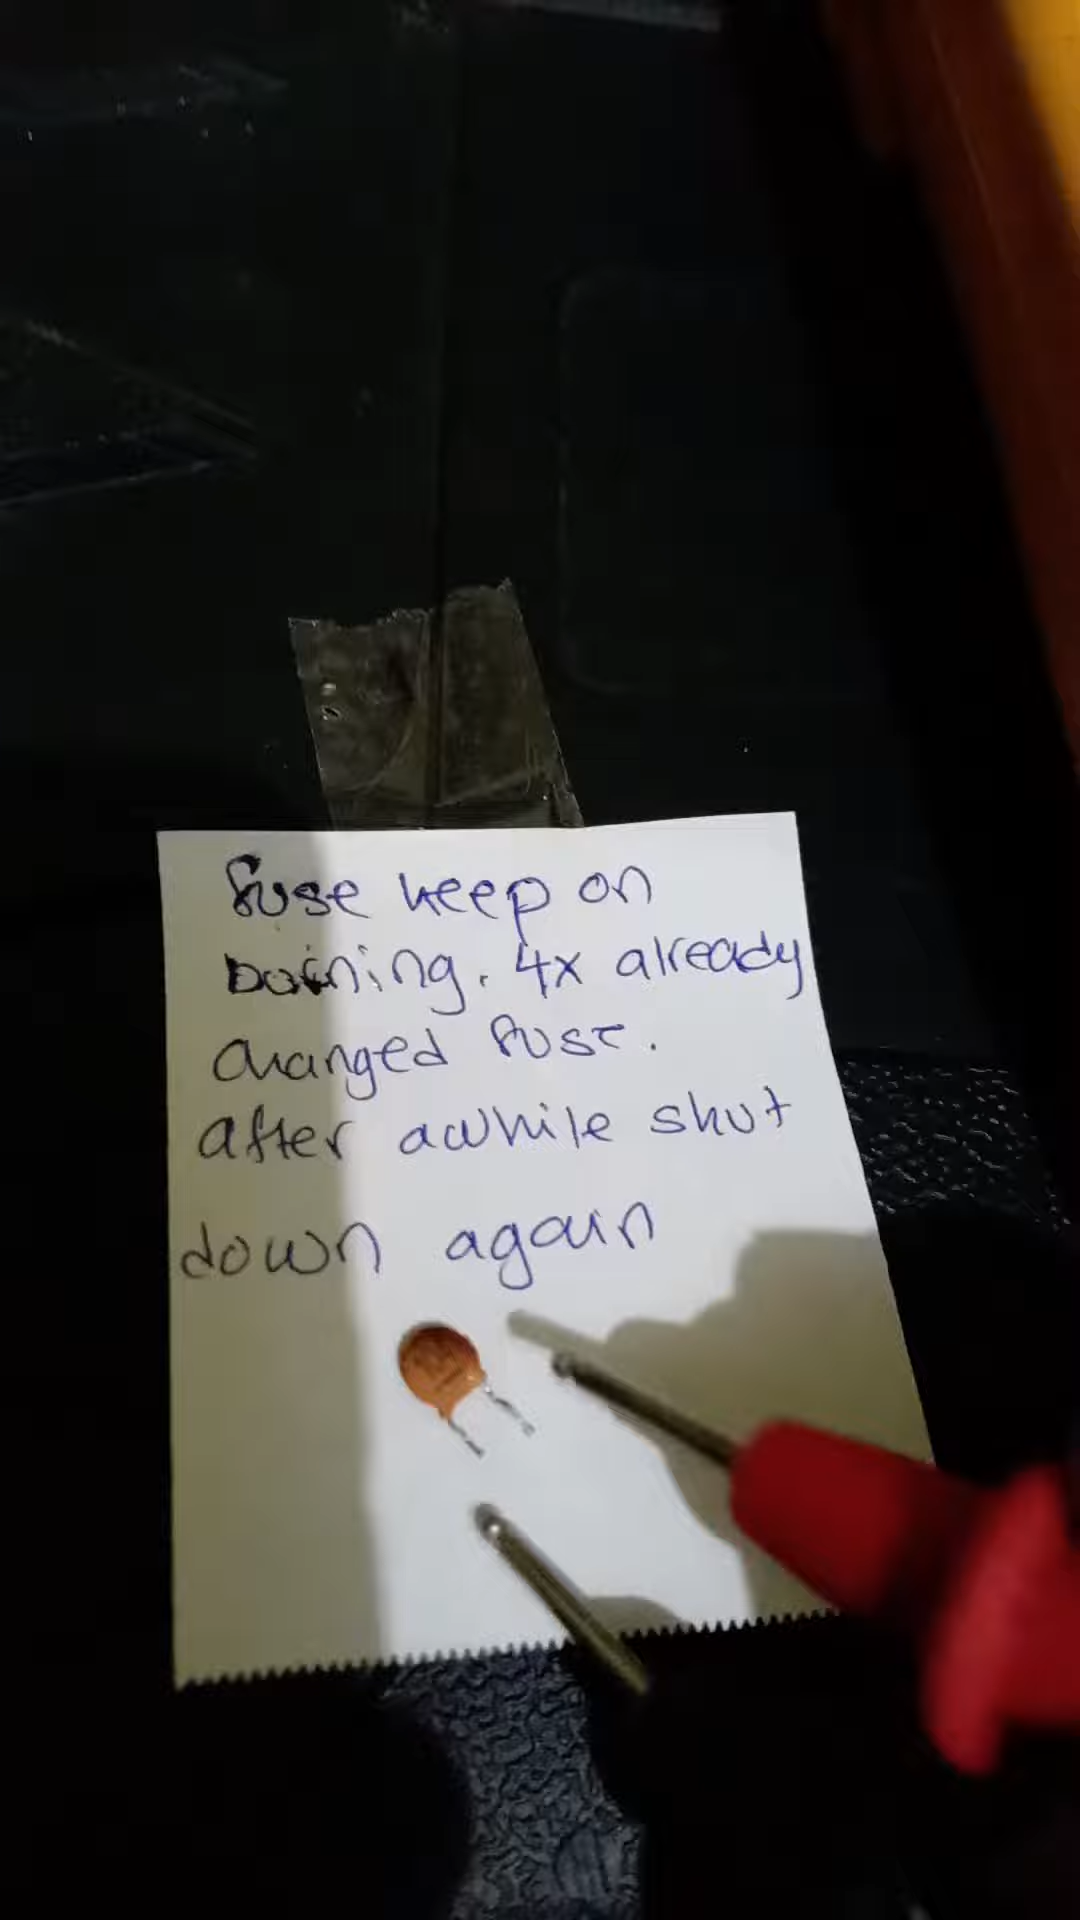 fuse keep on
burning. 4x already
changed fuse.
after awhile shut
down again